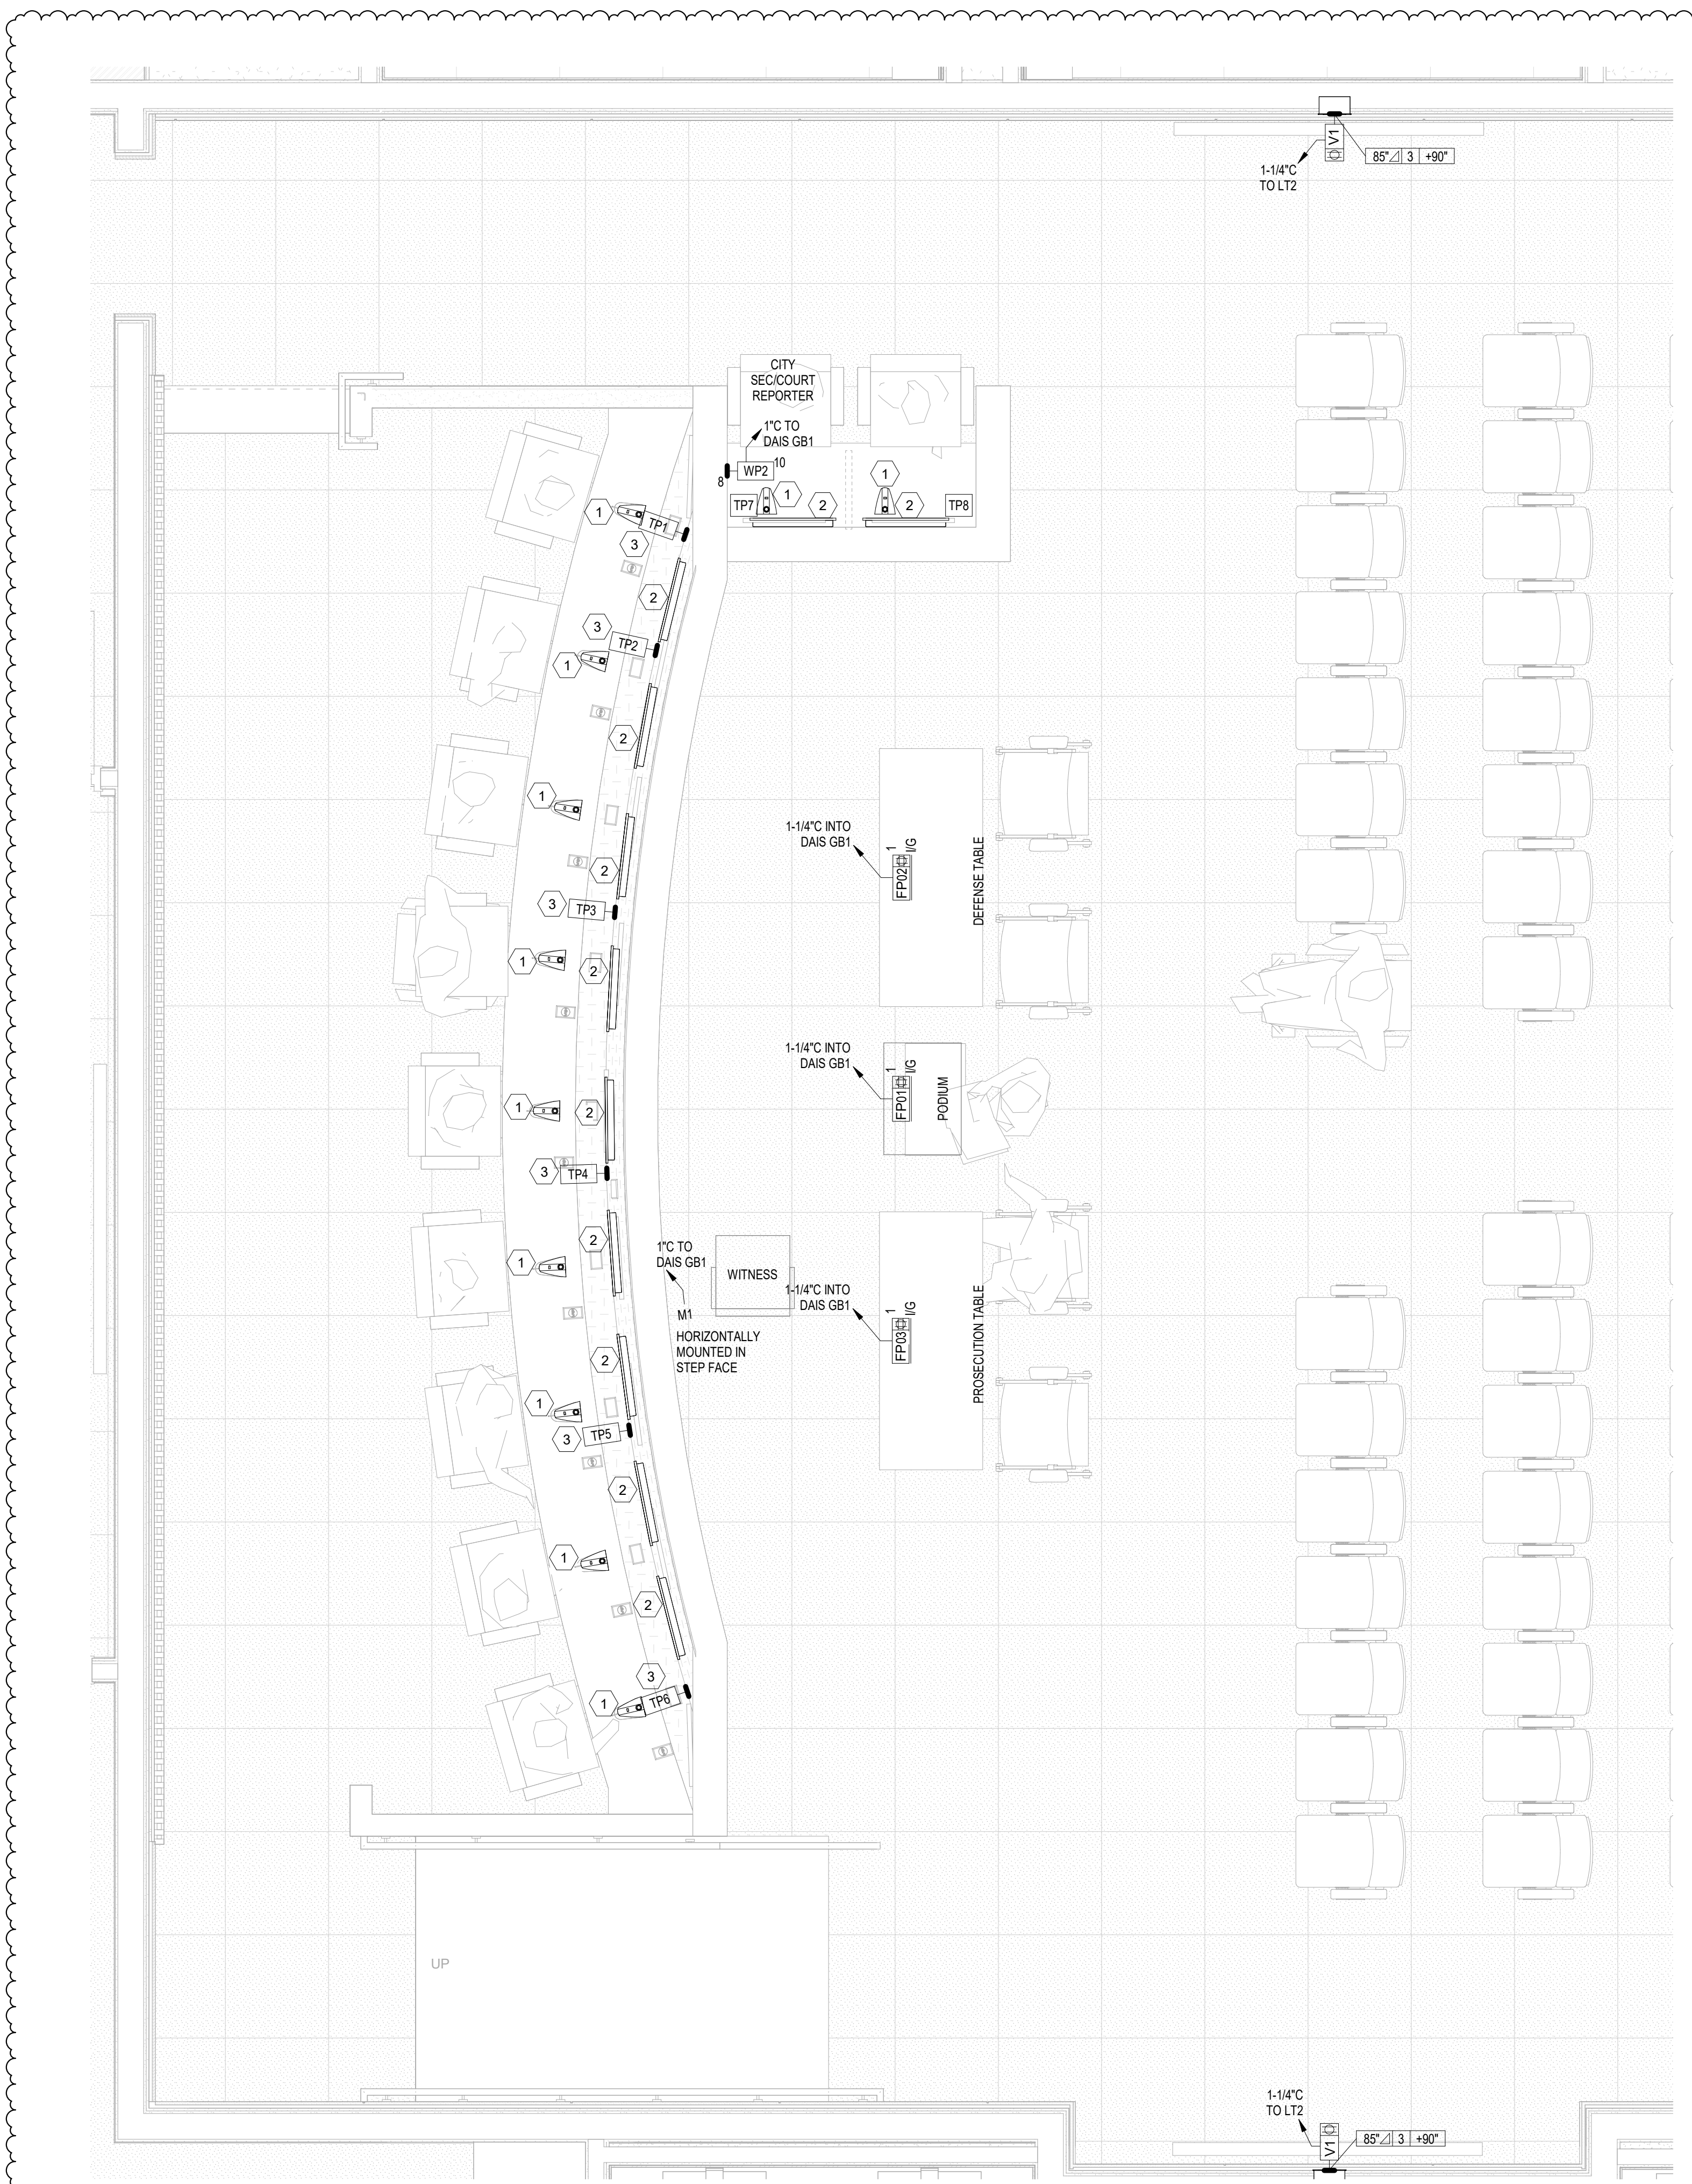 V1
85" 3 +90"
1-1/4"C
TO LT2
CITY
SEC/COURT
REPORTER
1"C TO
DAIS GB1
WP2
10
8
1
1
TP7
1
2
2
TP8
TP1
3
2
3
TP2
1
2
1
2
1-1/4"C INTO
DAIS GB1
1
I/G
FP02
DEFENSE TABLE
3
TP3
1
2
1-1/4"C INTO
DAIS GB1
1
I/G
FP01
PODIUM
1
2
3
TP4
1
2
1"C TO
DAIS GB1
WITNESS
M1
HORIZONTALLY
MOUNTED IN
STEP FACE
1-1/4"C INTO
DAIS GB1
1
I/G
FP03
PROSECUTION TABLE
2
1
3
TP5
2
1
2
3
1
TP6
UP
1-1/4"C
TO LT2
V1
85" 3 +90"